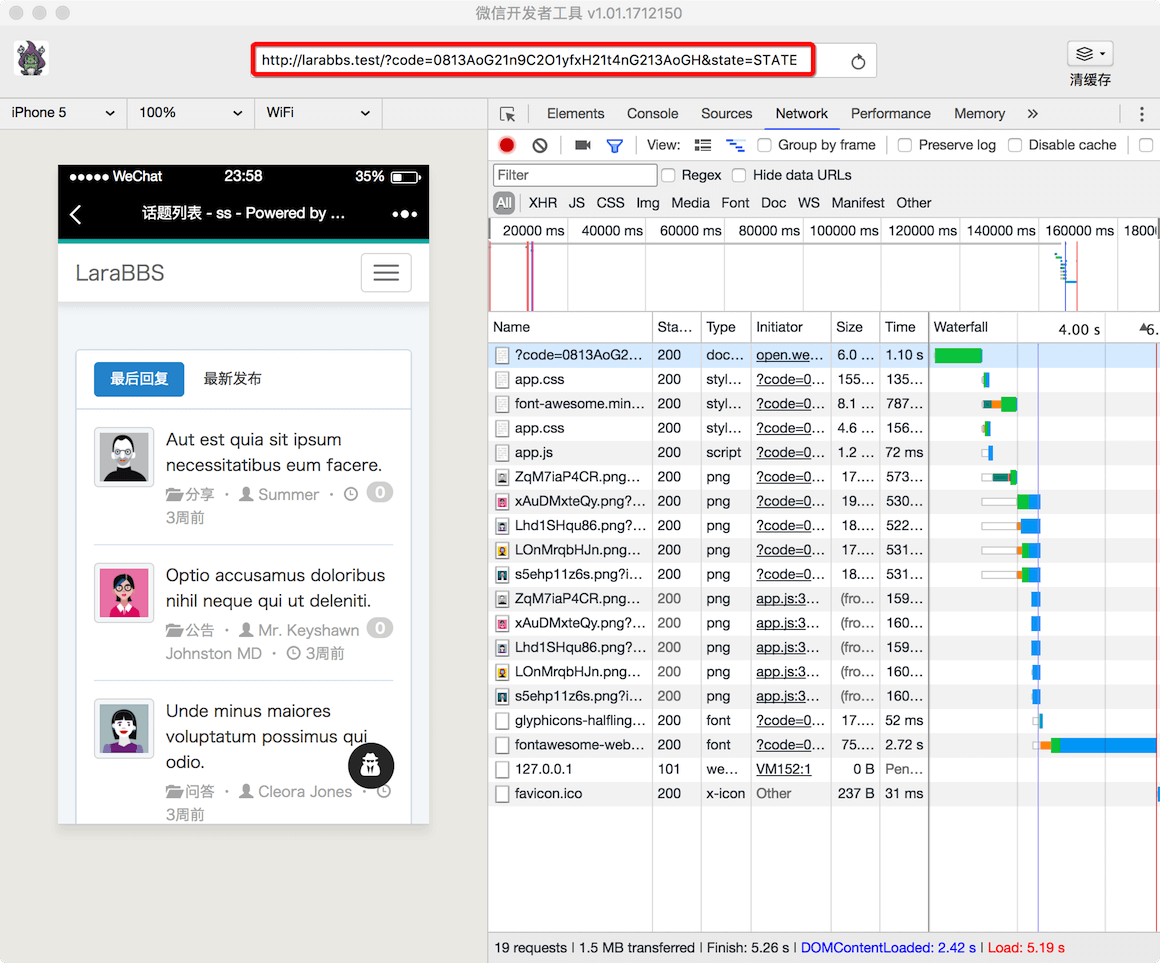 微信开发者工具 v1.01.1712150
http://larabbs.test/?code=0813AoG21n9C2O1yfxH21t4nG213AoGH&state=STATE
清缓存
iPhone 5 100% WiFi
Elements Console Sources Network Performance Memory »
View: Group by frame Preserve log Disable cache
Filter Regex Hide data URLs
All XHR JS CSS Img Media Font Doc WS Manifest Other
20000 ms 40000 ms 60000 ms 80000 ms 100000 ms 120000 ms 140000 ms 160000 ms 1800
Name Sta... Type Initiator Size Time Waterfall 4.00 s 6.
?code=0813AoG2... 200 doc... open.we... 6.0 ... 1.10 s
app.css 200 styl... ?code=0... 155... 135...
font-awesome.min... 200 styl... ?code=0... 8.1 ... 787...
app.css 200 styl... ?code=0... 4.6 ... 156...
app.js 200 script ?code=0... 1.2 ... 72 ms
ZqM7iaP4CR.png... 200 png ?code=0... 17.... 573...
xAuDMxteQy.png?... 200 png ?code=0... 19.... 530...
Lhd1SHqu86.png?... 200 png ?code=0... 18.... 522...
LOnMrqbHJn.png... 200 png ?code=0... 17.... 531...
s5ehp11z6s.png?i... 200 png ?code=0... 18.... 531...
ZqM7iaP4CR.png... 200 png app.js:3... (fro... 159...
xAuDMxteQy.png?... 200 png app.js:3... (fro... 160...
Lhd1SHqu86.png?... 200 png app.js:3... (fro... 159...
LOnMrqbHJn.png... 200 png app.js:3... (fro... 160...
s5ehp11z6s.png?i... 200 png app.js:3... (fro... 160...
glyphicons-halfling... 200 font ?code=0... 17.... 52 ms
fontawesome-web... 200 font ?code=0... 75.... 2.72 s
127.0.0.1 101 we... VM152:1 0 B Pen...
favicon.ico 200 x-icon Other 237 B 31 ms
19 requests | 1.5 MB transferred | Finish: 5.26 s | DOMContentLoaded: 2.42 s | Load: 5.19 s
WeChat 23:58 35%
话题列表 - ss - Powered by ...
LaraBBS
最后回复 最新发布
Aut est quia sit ipsum
necessitatibus eum facere.
分享 · Summer · 0
3周前
Optio accusamus doloribus
nihil neque qui ut deleniti.
公告 · Mr. Keyshawn 0
Johnston MD · 3周前
Unde minus maiores
voluptatum possimus qui
odio.
问答 · Cleora Jones ·
3周前